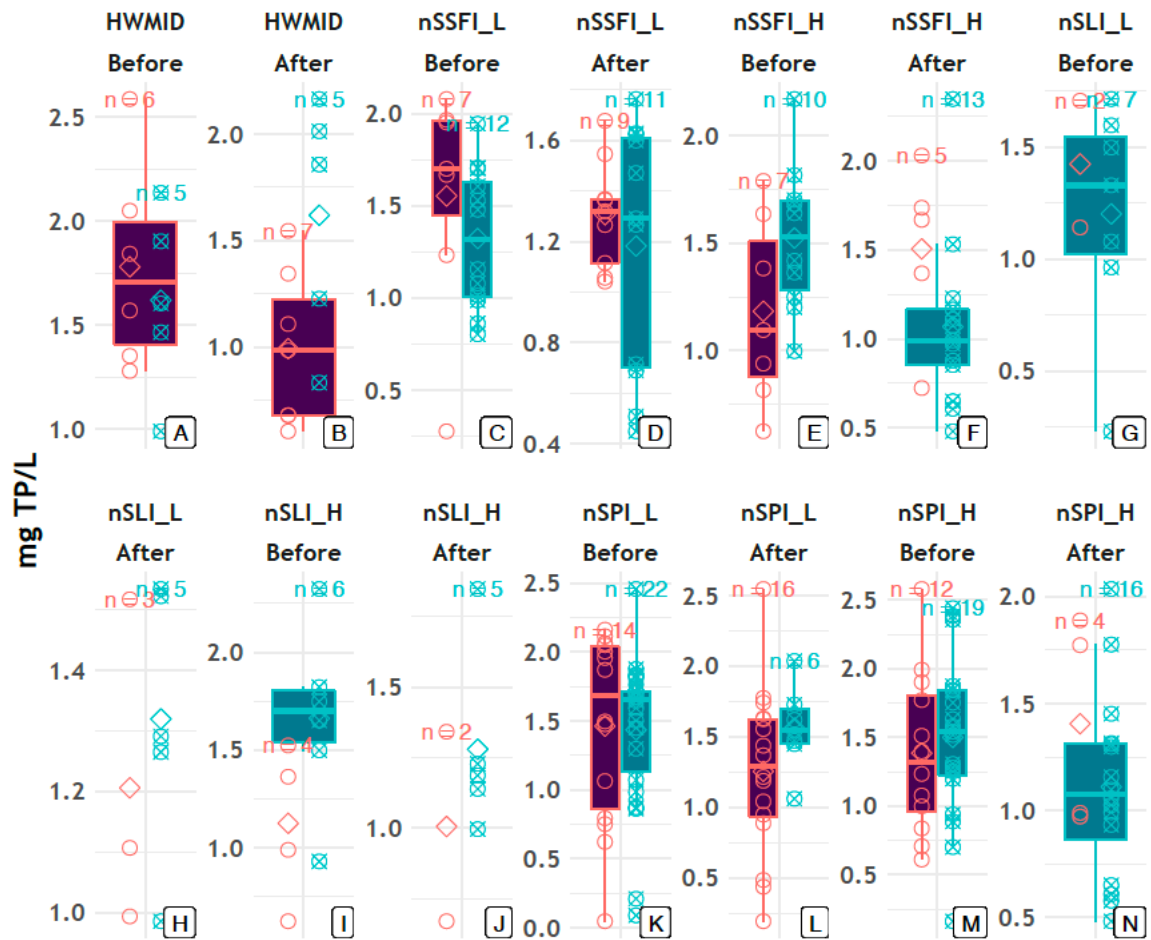 HWMID HWMID nSSFI_L nSSFI_L nSSFI_H nSSFI_H nSLI_L
Before After Before After Before After Before
n = 6 n = 5 n = 7 n = 11 n = 10 n = 13 n = 2 n = 7
2.5 2.0 2.0 1.6 2.0 2.0 1.5
n = 5 n = 7 n = 12 n = 9 n = 7 n = 5
2.0 1.5 1.5 1.2 1.5 1.0
1.5 1.0 1.0 0.8 1.0 1.0 0.5
1.0 0.5 0.4 0.5
A B C D E F G
mg TP/L
nSLI_L nSLI_H nSLI_H nSPI_L nSPI_L nSPI_H nSPI_H
After Before After Before After Before After
n = 3 n = 5 n = 6 n = 5 n = 22 n = 16 n = 12 n = 16
2.5 2.5 2.5 2.0
n = 4 n = 2 n = 14 n = 6 n = 19 n = 4
1.4 2.0 1.5 2.0 2.0 2.0 1.5
1.2 1.5 1.0 1.5 1.5 1.5 1.0
1.0 1.0 1.0 1.0 1.0 0.5
0.5 0.5 0.5
0.0
H I J K L M N